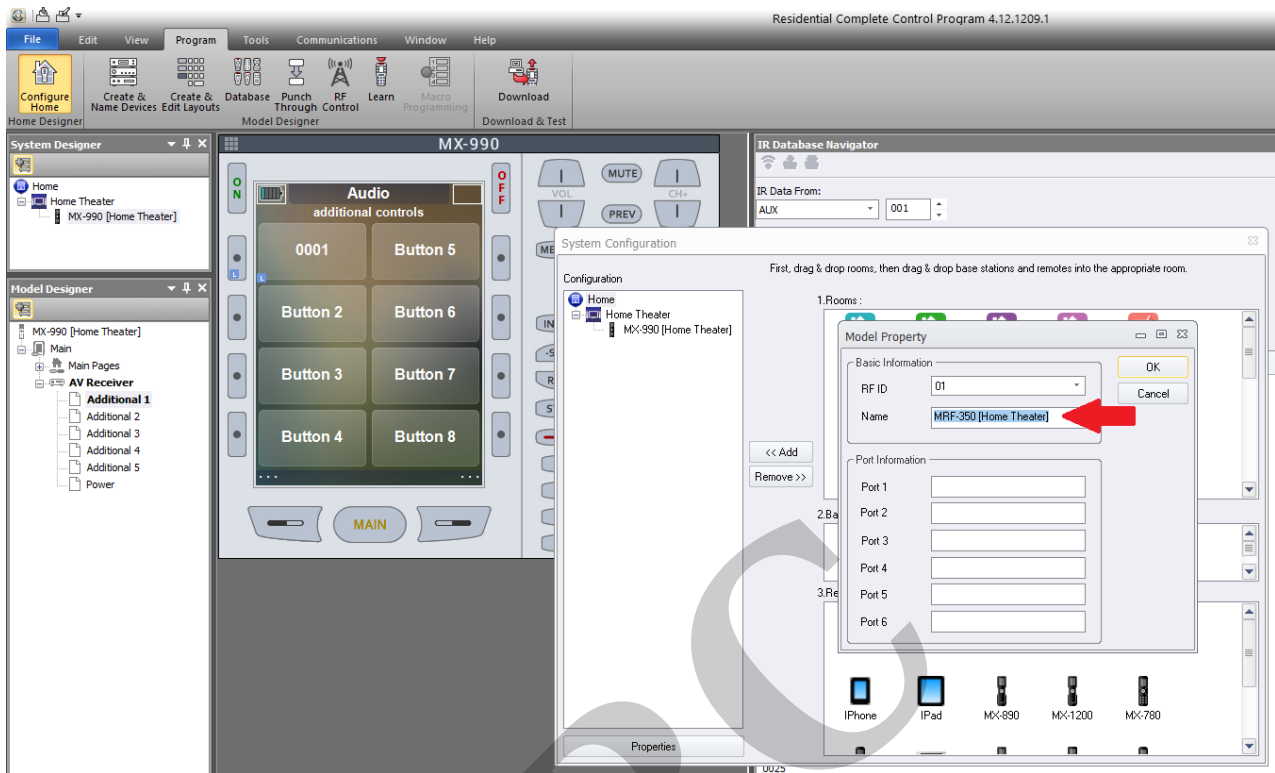 Residential Complete Control Program 4.12.1209.1
File Edit View Program Tools Communications Window Help
Configure Home
Create & Name Devices
Create & Edit Layouts
Database
Punch Through
RF Control
Learn
Macro Programming
Download
Home Designer
Model Designer
Download & Test
System Designer
Home
Home Theater
MX-990 [Home Theater]
Model Designer
MX-990 [Home Theater]
Main
Main Pages
AV Receiver
Additional 1
Additional 2
Additional 3
Additional 4
Additional 5
Power
MX-990
ON
OFF
Audio
additional controls
0001 Button 5
L
L
Button 2 Button 6
Button 3 Button 7
Button 4 Button 8
MAIN
MUTE
VOL
CH+
PREV
ME
IN
-S
R
ST
IR Database Navigator
IR Data From:
AUX 001
System Configuration
First, drag & drop rooms, then drag & drop base stations and remotes into the appropriate room.
Configuration
Home
Home Theater
MX-990 [Home Theater]
<< Add
Remove >>
Properties
1.Rooms :
2.Ba
3.Re
Model Property
Basic Information
RF ID 01
Name MRF-350 [Home Theater]
OK
Cancel
Port Information
Port 1
Port 2
Port 3
Port 4
Port 5
Port 6
IPhone IPad MX-890 MX-1200 MX-780
0025